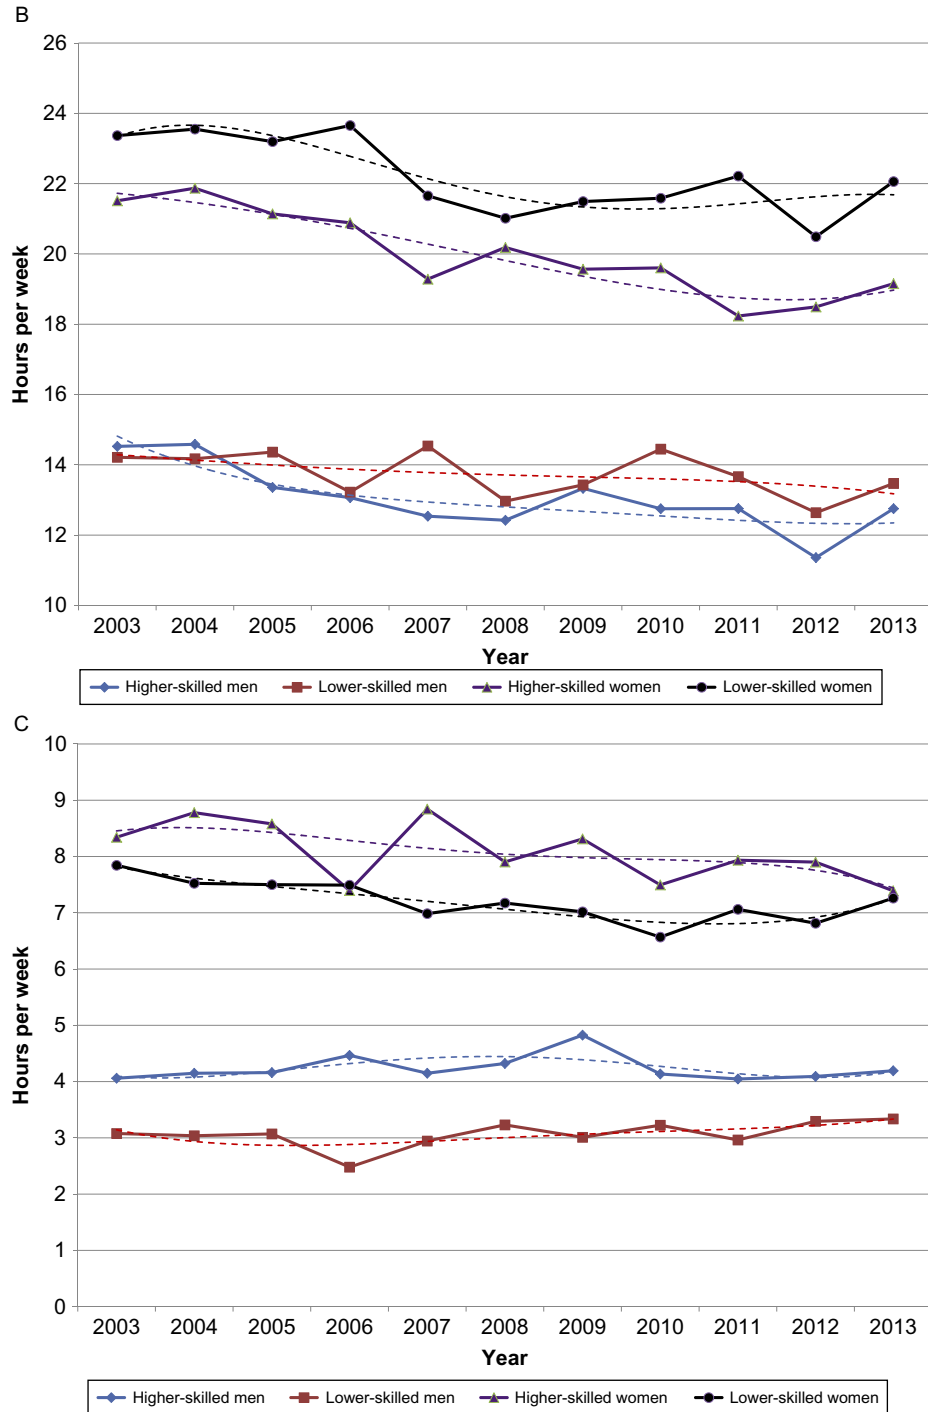 B
26
24
22
20
18
16
14
12
10
Hours per week
2003 2004 2005 2006 2007 2008 2009 2010 2011 2012 2013
Year
Higher-skilled men Lower-skilled men Higher-skilled women Lower-skilled women
C
10
9
8
7
6
5
4
3
2
1
0
Hours per week
2003 2004 2005 2006 2007 2008 2009 2010 2011 2012 2013
Year
Higher-skilled men Lower-skilled men Higher-skilled women Lower-skilled women